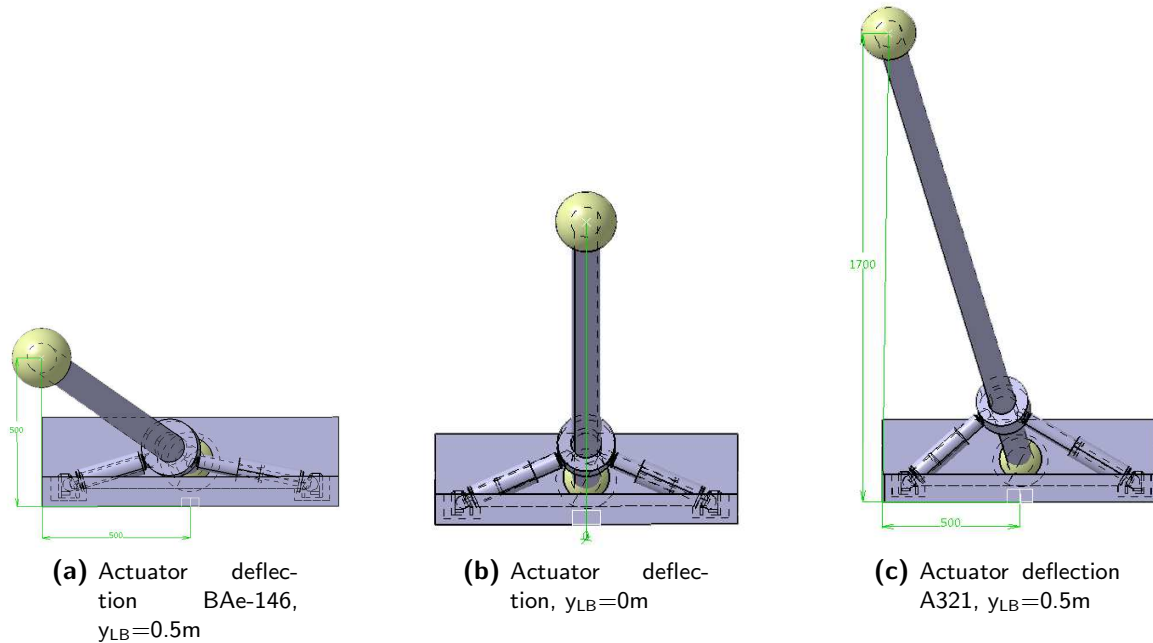 500
500
0
1700
500
(a) Actuator deflec-
tion BAe-146,
yLB=0.5m
(b) Actuator deflec-
tion, yLB=0m
(c) Actuator deflection
A321, yLB=0.5m